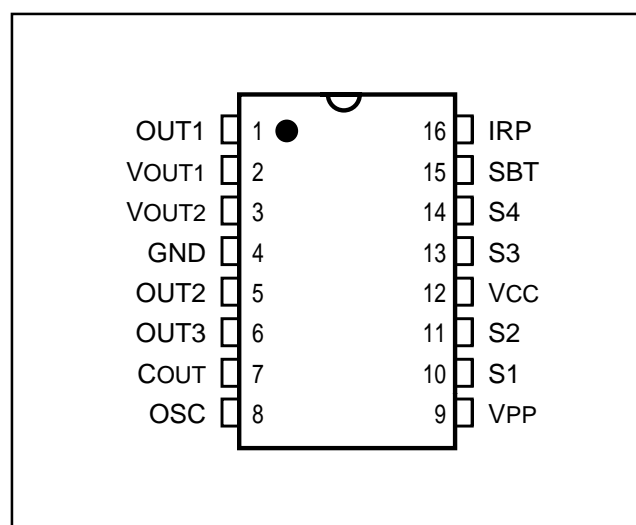 OUT1 1 16 IRP
VOUT1 2 15 SBT
VOUT2 3 14 S4
GND 4 13 S3
OUT2 5 12 VCC
OUT3 6 11 S2
COUT 7 10 S1
OSC 8 9 VPP